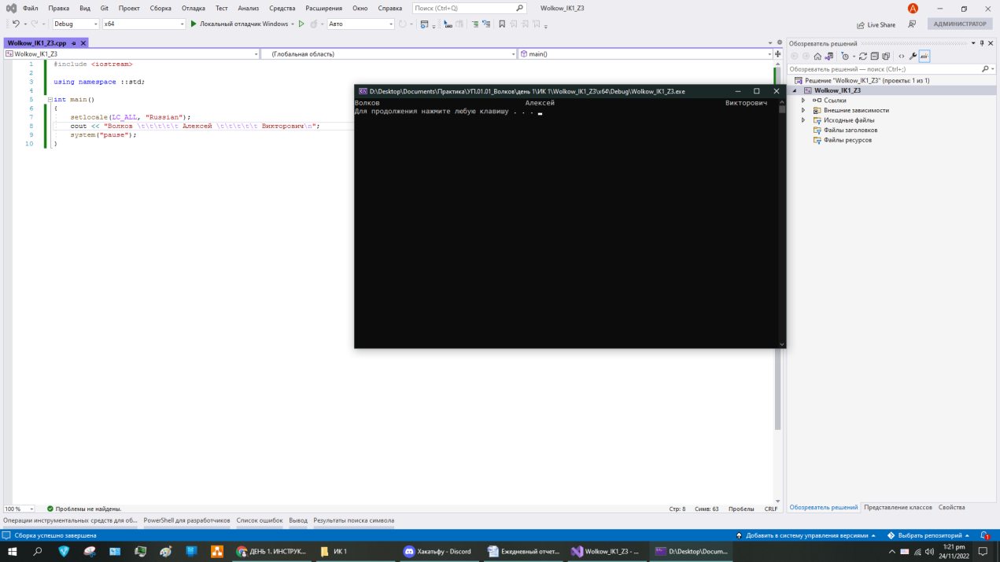 Файл Правка Вид Git Проект Сборка Отладка Тест Анализ Средства Расширения Окно Справка Поиск (Ctrl+Q) Wolkow_IK1_Z3 A
Debug x64 Локальный отладчик Windows Авто Live Share АДМИНИСТРАТОР
Wolkow_IK1_Z3.cpp
Wolkow_IK1_Z3 (Глобальная область) main()
1 #include <iostream>
2
3 using namespace ::std;
4
5 int main()
6 {
7 setlocale(LC_ALL, "Russian");
8 cout << "Волков \t\t\t\t\t Алексей \t\t\t\t\t Викторович\n";
9 system("pause");
10 }
D:\Desktop\Documents\Практика\УП.01.01_Волков\день 1\ИК 1\Wolkow_IK1_Z3\x64\Debug\Wolkow_IK1_Z3.exe
Волков Алексей Викторович
Для продолжения нажмите любую клавишу . . .
Обозреватель решений
Обозреватель решений — поиск (Ctrl+;)
Решение "Wolkow_IK1_Z3" (проекты: 1 из 1)
Wolkow_IK1_Z3
Ссылки
Внешние зависимости
Исходные файлы
Файлы заголовков
Файлы ресурсов
100 % Проблемы не найдены. Стр: 8 Симв: 63 Пробелы CRLF
Обозреватель решений Представление классов Свойства
Операции инструментальных средств для об... PowerShell для разработчиков Список ошибок Вывод Результаты поиска символа
Сборка успешно завершена Добавить в систему управления версиями Выбрать репозиторий 1
ДЕНЬ 1. ИНСТРУК... ИК 1 Хакатьфу - Discord Ежедневный отчет... Wolkow_IK1_Z3 - ... D:\Desktop\Docum...
1:21 pm
24/11/2022